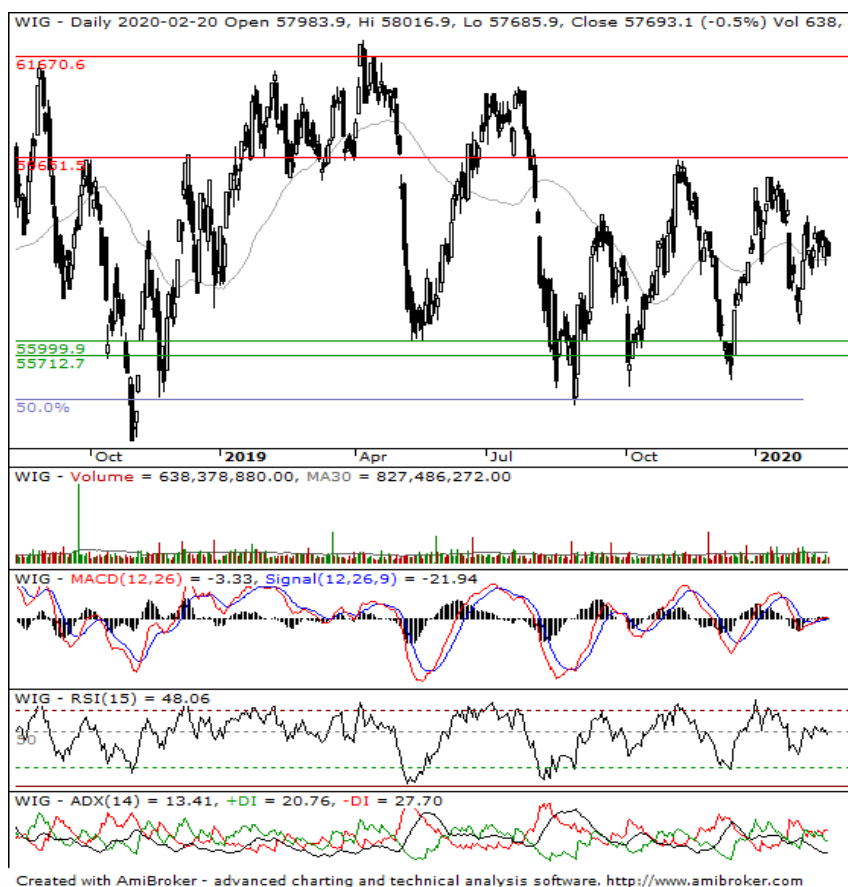 WIG - Daily 2020-02-20 Open 57983.9, Hi 58016.9, Lo 57685.9, Close 57693.1 (-0.5%) Vol 638,
61670.6
55999.9
55712.7
50.0%
Oct 2019 Apr Jul Oct 2020
WIG - Volume = 638,378,880.00, MA30 = 827,486,272.00
WIG - MACD(12,26) = -3.33, Signal(12,26,9) = -21.94
WIG - RSI(15) = 48.06
50
WIG - ADX(14) = 13.41, +DI = 20.76, -DI = 27.70
Created with AmiBroker - advanced charting and technical analysis software. http://www.amibroker.com